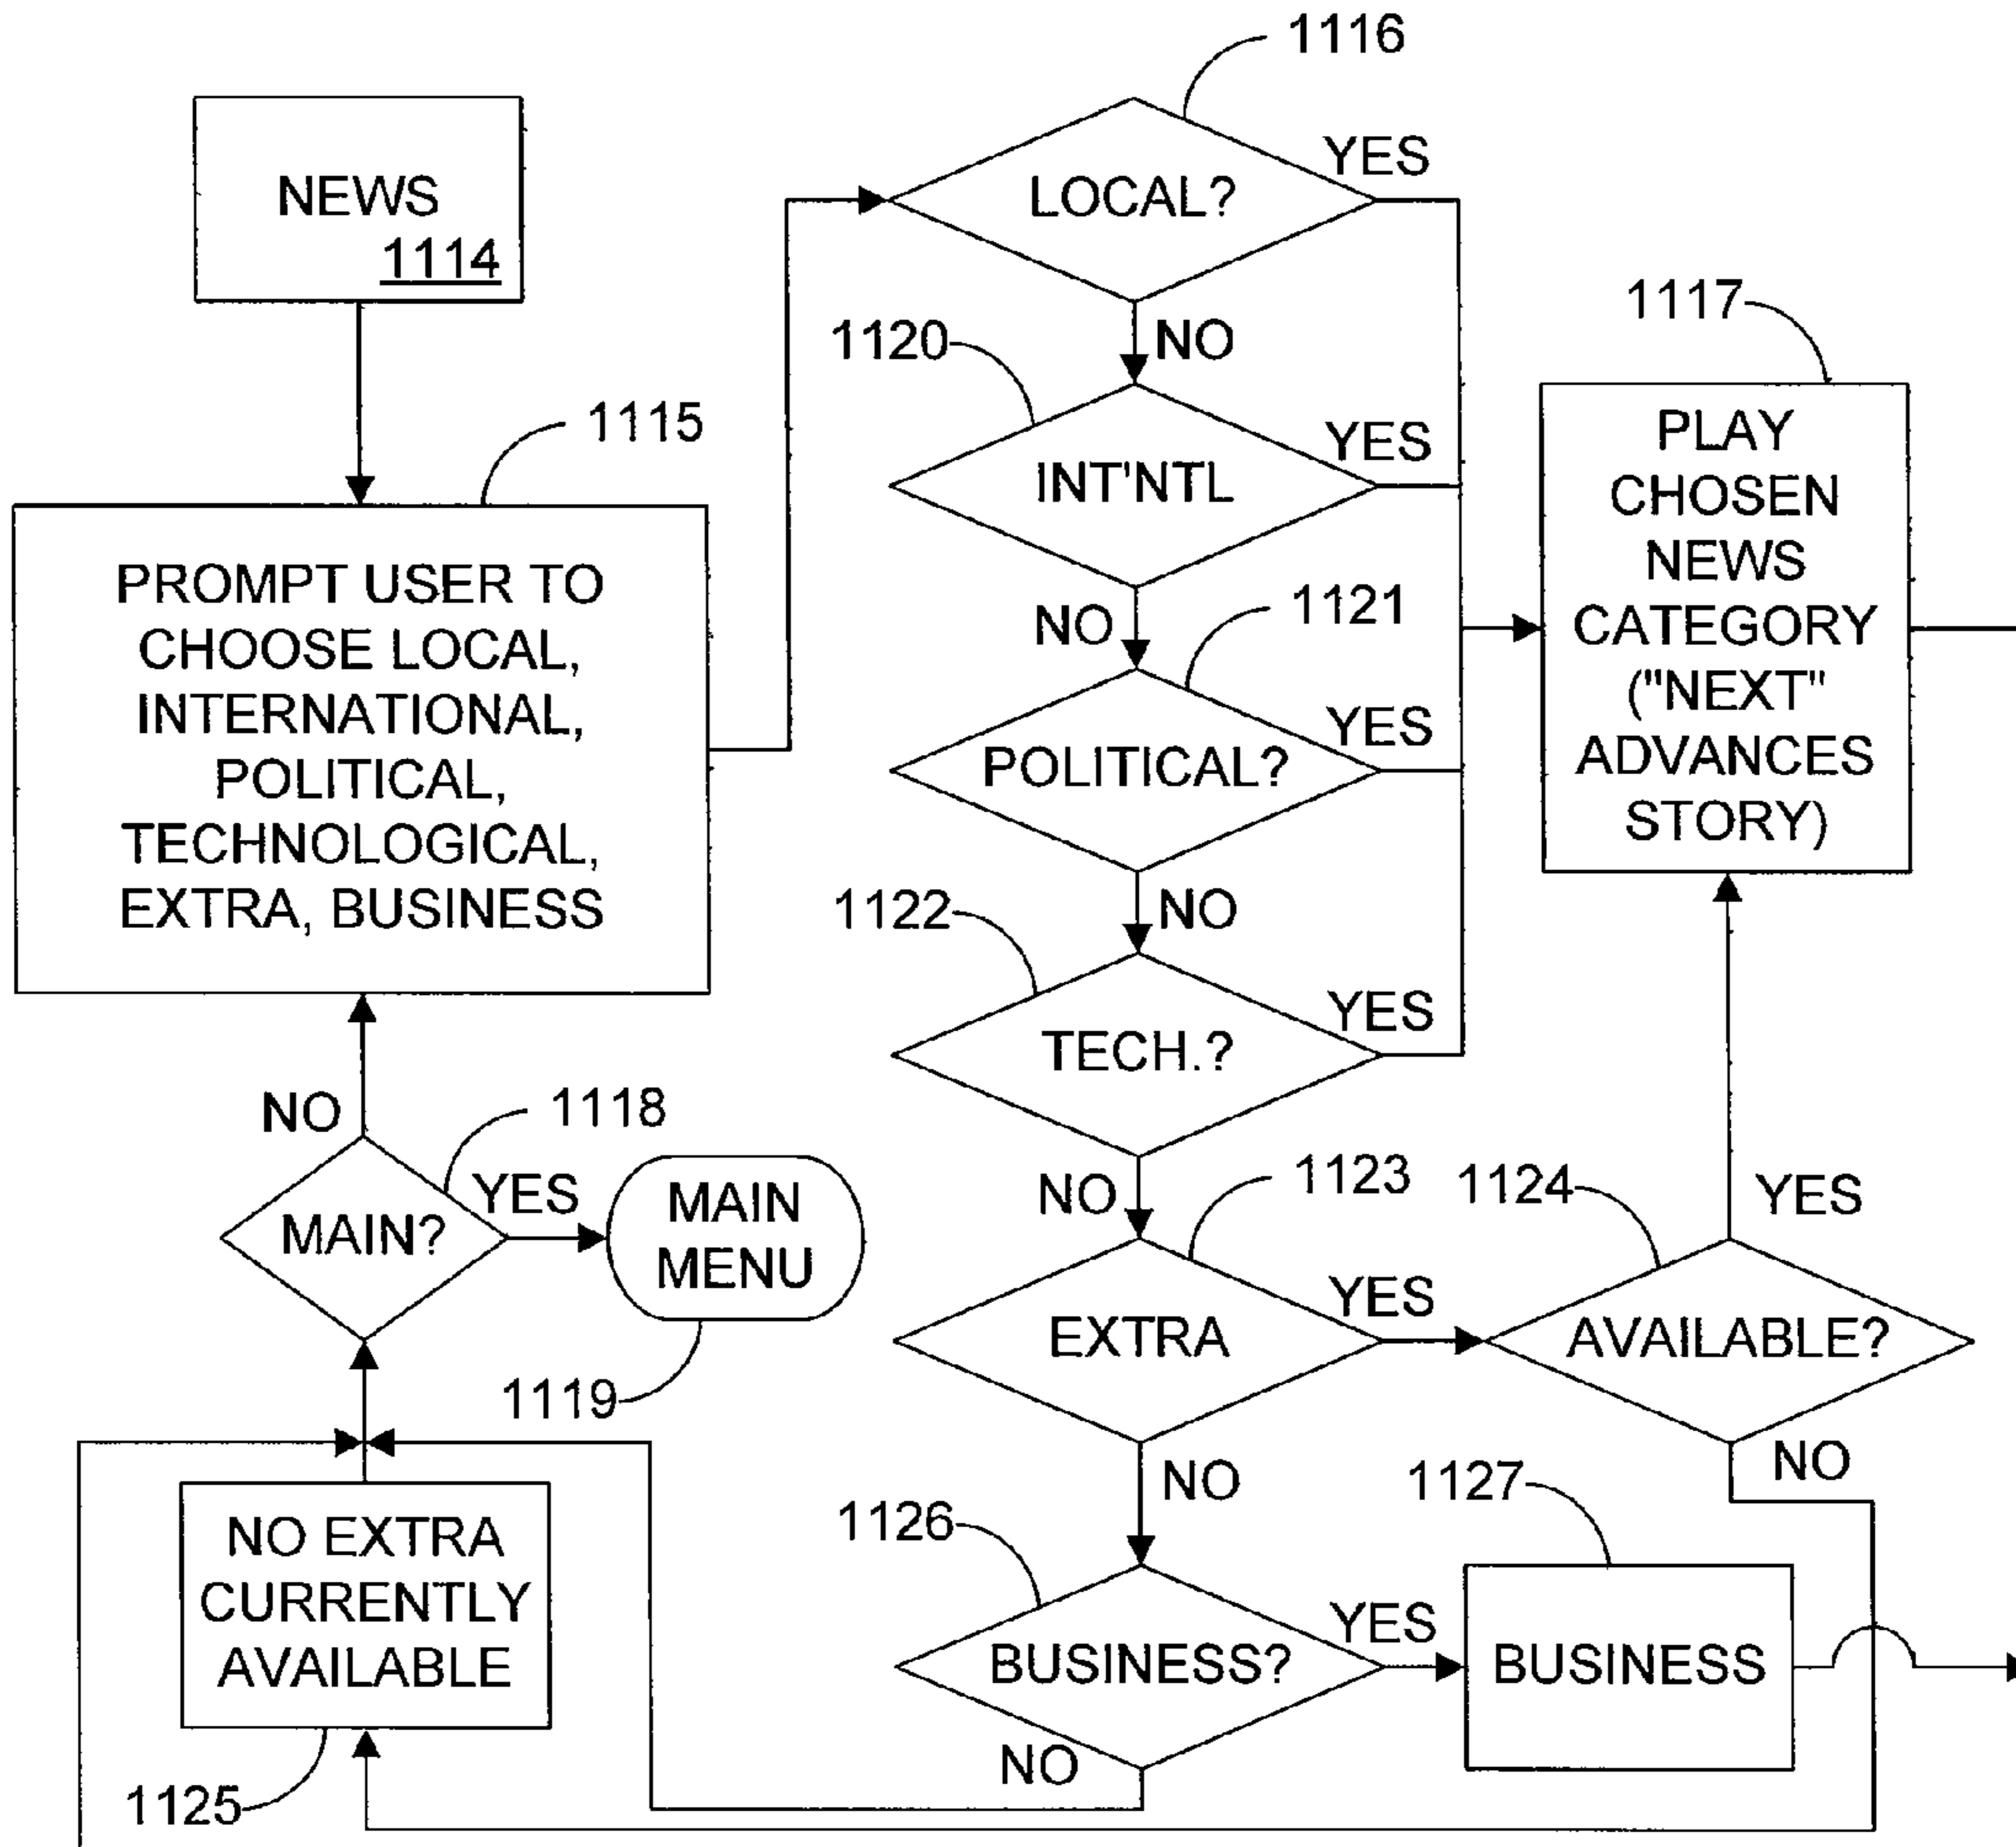 NEWS
1114
1115
PROMPT USER TO
CHOOSE LOCAL,
INTERNATIONAL,
POLITICAL,
TECHNOLOGICAL,
EXTRA, BUSINESS
1116
LOCAL?
YES
NO
1120
INT'NTL
YES
NO
1121
POLITICAL?
YES
NO
1122
TECH.?
YES
NO
1117
PLAY
CHOSEN
NEWS
CATEGORY
("NEXT"
ADVANCES
STORY)
NO
1118
MAIN?
YES
MAIN
MENU
1119
1123
EXTRA
YES
NO
1124
AVAILABLE?
YES
NO
NO EXTRA
CURRENTLY
AVAILABLE
1125
1126
BUSINESS?
YES
NO
1127
BUSINESS